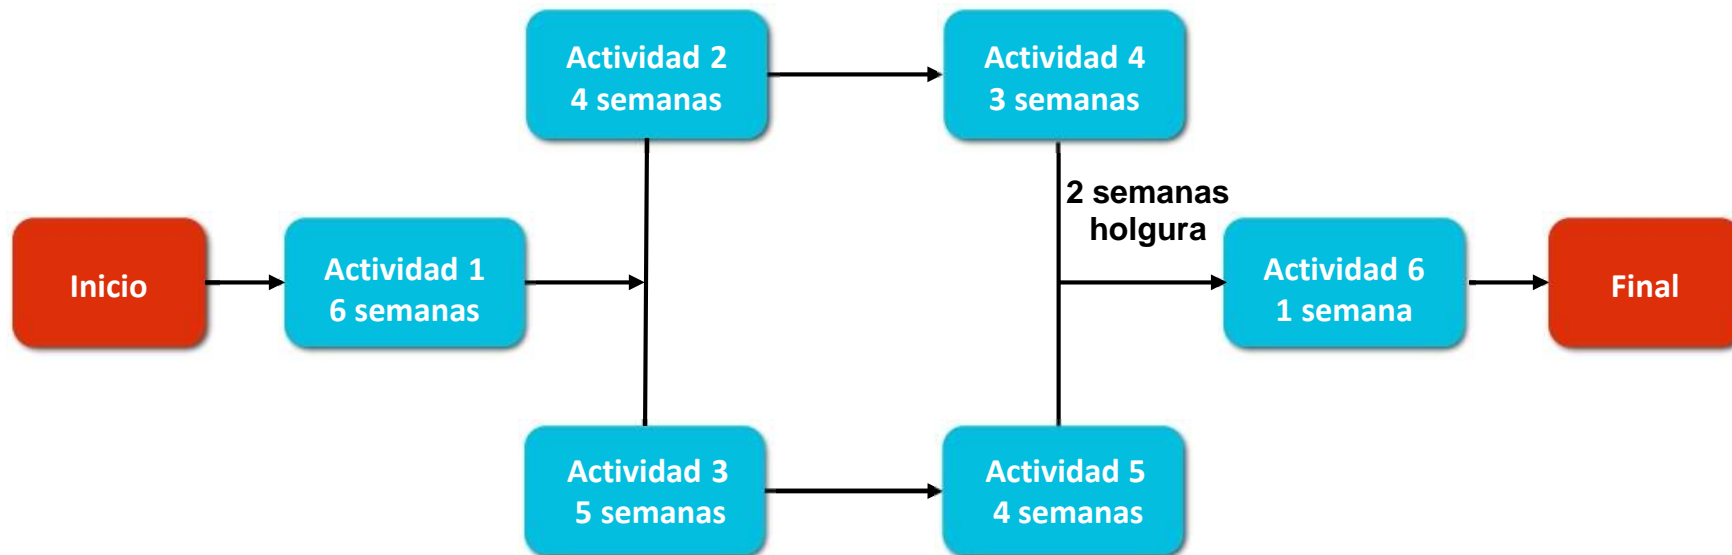 Inicio
Actividad 1
6 semanas
Actividad 2
4 semanas
Actividad 4
3 semanas
2 semanas
holgura
Actividad 3
5 semanas
Actividad 5
4 semanas
Actividad 6
1 semana
Final